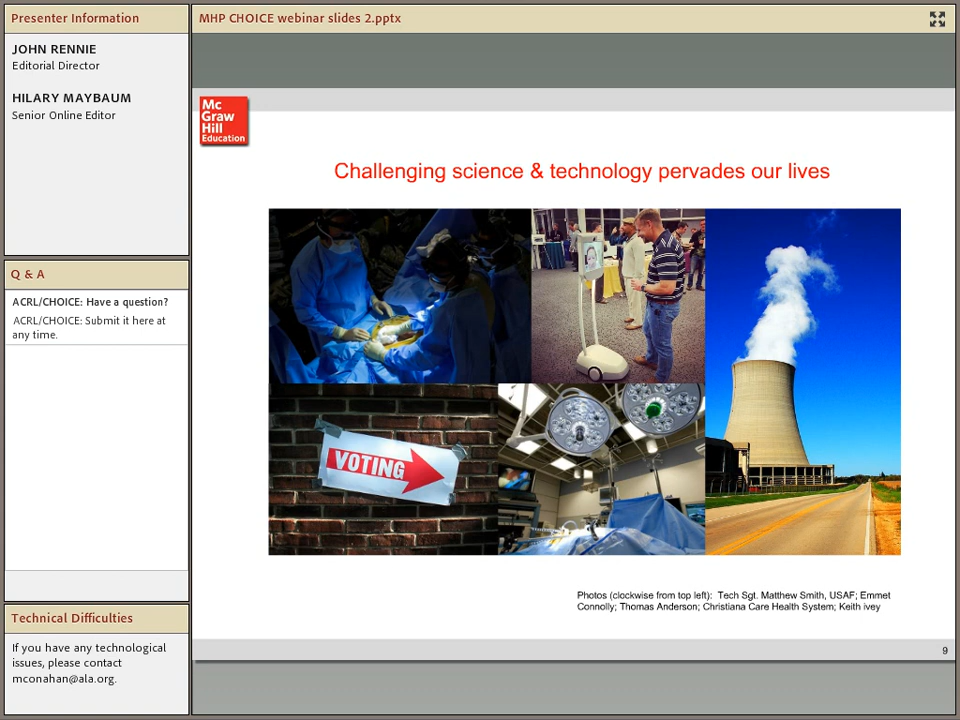 Presenter Information
JOHN RENNIE
Editorial Director
HILARY MAYBAUM
Senior Online Editor
Q & A
ACRL/CHOICE: Have a question?
ACRL/CHOICE: Submit it here at
any time.
Technical Difficulties
If you have any technological
issues, please contact
mconahan@ala.org.
MHP CHOICE webinar slides 2.pptx
Mc
Graw
Hill
Education
Challenging science & technology pervades our lives
VOTING
Photos (clockwise from top left): Tech Sgt. Matthew Smith, USAF; Emmet
Connolly; Thomas Anderson; Christiana Care Health System; Keith ivey
9